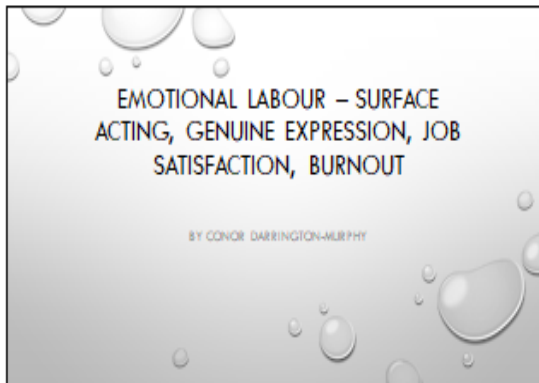 EMOTIONAL LABOUR – SURFACE
ACTING, GENUINE EXPRESSION, JOB
SATISFACTION, BURNOUT
BY CONOR DARRINGTON-MURPHY